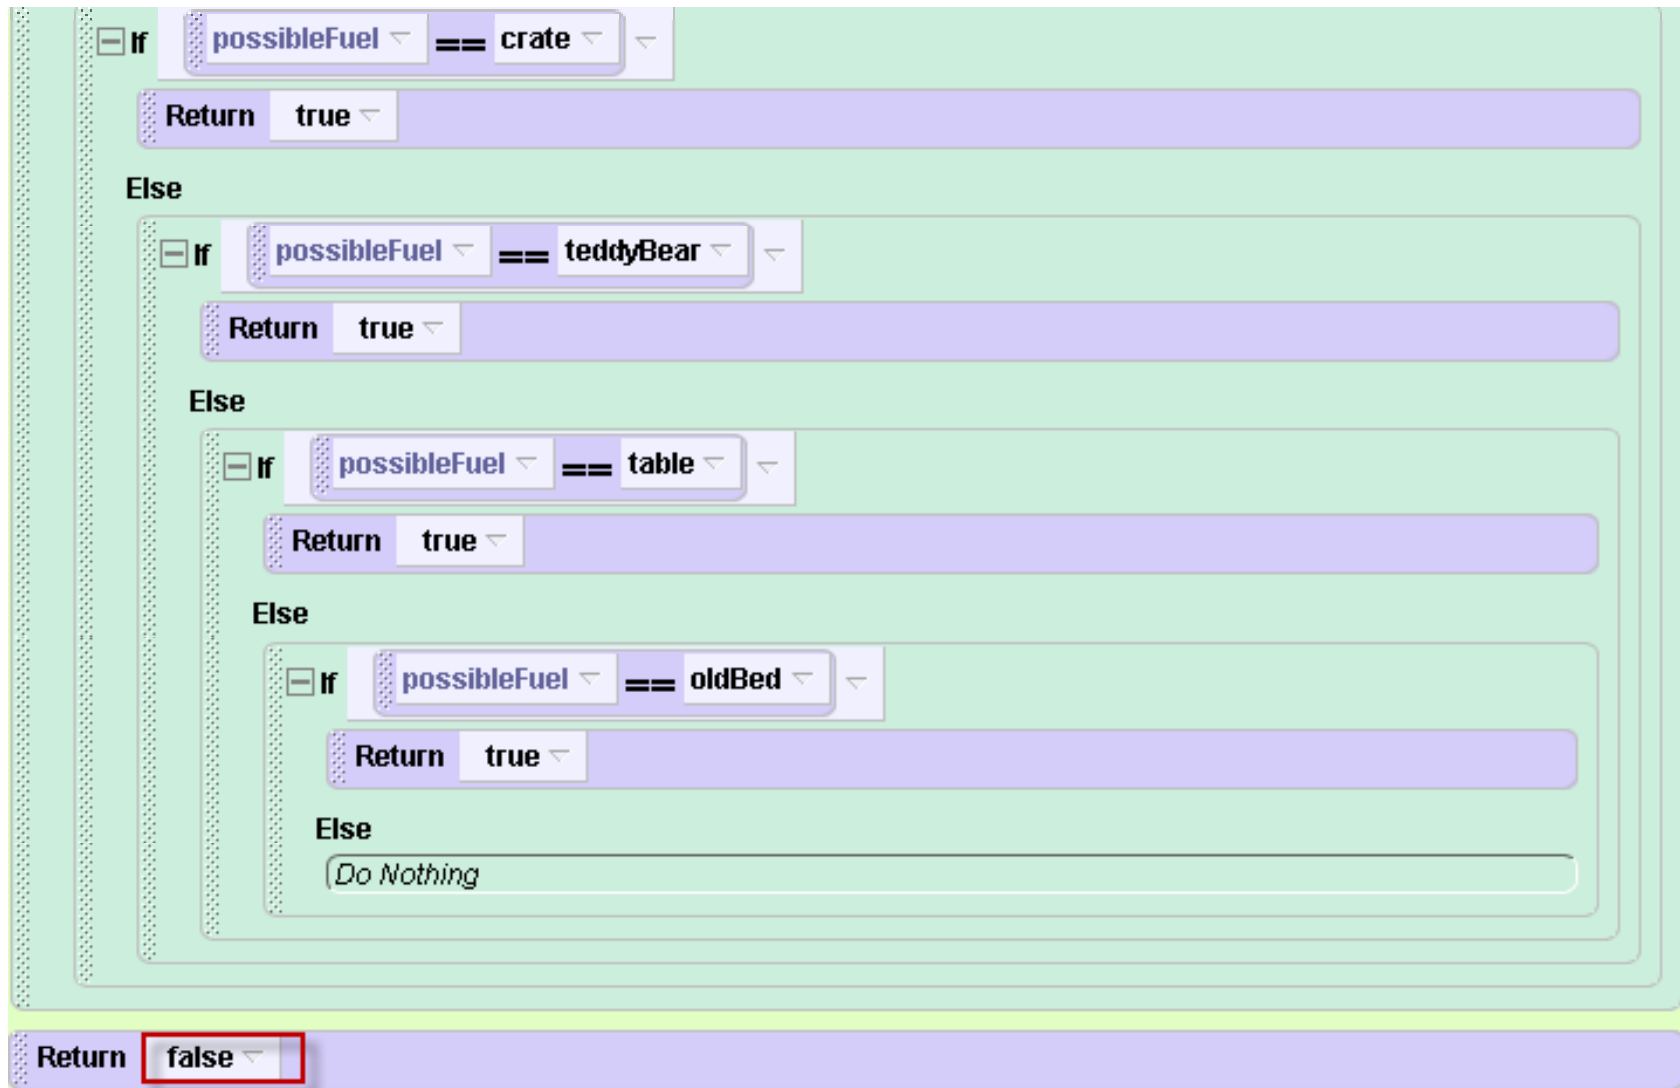 If possibleFuel == crate
Return true
Else
If possibleFuel == teddyBear
Return true
Else
If possibleFuel == table
Return true
Else
If possibleFuel == oldBed
Return true
Else
Do Nothing
Return false